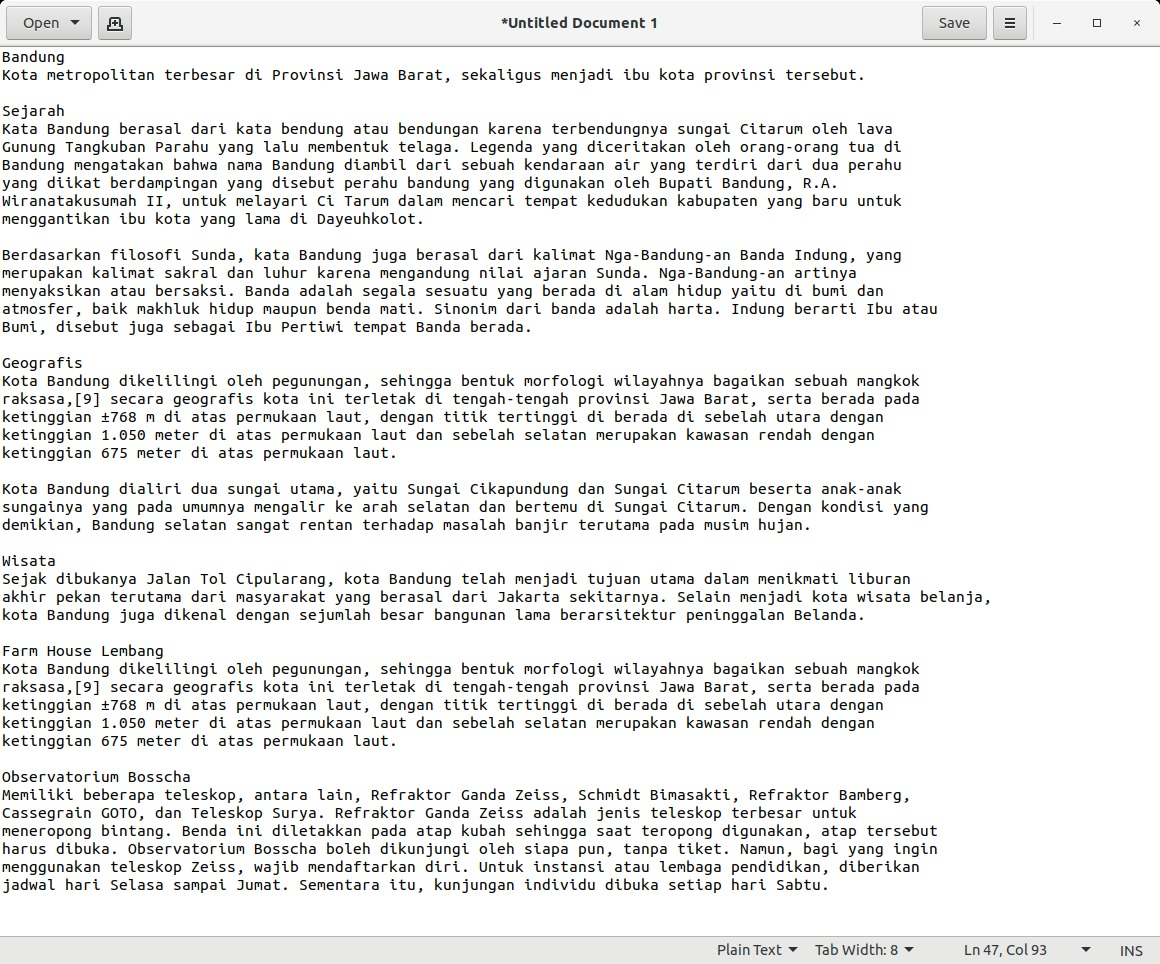 Open
*Untitled Document 1
Save
Bandung
Kota metropolitan terbesar di Provinsi Jawa Barat, sekaligus menjadi ibu kota provinsi tersebut.
Sejarah
Kata Bandung berasal dari kata bendung atau bendungan karena terbendungnya sungai Citarum oleh lava
Gunung Tangkuban Parahu yang lalu membentuk telaga. Legenda yang diceritakan oleh orang-orang tua di
Bandung mengatakan bahwa nama Bandung diambil dari sebuah kendaraan air yang terdiri dari dua perahu
yang diikat berdampingan yang disebut perahu bandung yang digunakan oleh Bupati Bandung, R.A.
Wiranatakusumah II, untuk melayari Ci Tarum dalam mencari tempat kedudukan kabupaten yang baru untuk
menggantikan ibu kota yang lama di Dayeuhkolot.
Berdasarkan filosofi Sunda, kata Bandung juga berasal dari kalimat Nga-Bandung-an Banda Indung, yang
merupakan kalimat sakral dan luhur karena mengandung nilai ajaran Sunda. Nga-Bandung-an artinya
menyaksikan atau bersaksi. Banda adalah segala sesuatu yang berada di alam hidup yaitu di bumi dan
atmosfer, baik makhluk hidup maupun benda mati. Sinonim dari banda adalah harta. Indung berarti Ibu atau
Bumi, disebut juga sebagai Ibu Pertiwi tempat Banda berada.
Geografis
Kota Bandung dikelilingi oleh pegunungan, sehingga bentuk morfologi wilayahnya bagaikan sebuah mangkok
raksasa,[9] secara geografis kota ini terletak di tengah-tengah provinsi Jawa Barat, serta berada pada
ketinggian ±768 m di atas permukaan laut, dengan titik tertinggi di berada di sebelah utara dengan
ketinggian 1.050 meter di atas permukaan laut dan sebelah selatan merupakan kawasan rendah dengan
ketinggian 675 meter di atas permukaan laut.
Kota Bandung dialiri dua sungai utama, yaitu Sungai Cikapundung dan Sungai Citarum beserta anak-anak
sungainya yang pada umumnya mengalir ke arah selatan dan bertemu di Sungai Citarum. Dengan kondisi yang
demikian, Bandung selatan sangat rentan terhadap masalah banjir terutama pada musim hujan.
Wisata
Sejak dibukanya Jalan Tol Cipularang, kota Bandung telah menjadi tujuan utama dalam menikmati liburan
akhir pekan terutama dari masyarakat yang berasal dari Jakarta sekitarnya. Selain menjadi kota wisata belanja,
kota Bandung juga dikenal dengan sejumlah besar bangunan lama berarsitektur peninggalan Belanda.
Farm House Lembang
Kota Bandung dikelilingi oleh pegunungan, sehingga bentuk morfologi wilayahnya bagaikan sebuah mangkok
raksasa,[9] secara geografis kota ini terletak di tengah-tengah provinsi Jawa Barat, serta berada pada
ketinggian ±768 m di atas permukaan laut, dengan titik tertinggi di berada di sebelah utara dengan
ketinggian 1.050 meter di atas permukaan laut dan sebelah selatan merupakan kawasan rendah dengan
ketinggian 675 meter di atas permukaan laut.
Observatorium Bosscha
Memiliki beberapa teleskop, antara lain, Refraktor Ganda Zeiss, Schmidt Bimasakti, Refraktor Bamberg,
Cassegrain GOTO, dan Teleskop Surya. Refraktor Ganda Zeiss adalah jenis teleskop terbesar untuk
meneropong bintang. Benda ini diletakkan pada atap kubah sehingga saat teropong digunakan, atap tersebut
harus dibuka. Observatorium Bosscha boleh dikunjungi oleh siapa pun, tanpa tiket. Namun, bagi yang ingin
menggunakan teleskop Zeiss, wajib mendaftarkan diri. Untuk instansi atau lembaga pendidikan, diberikan
jadwal hari Selasa sampai Jumat. Sementara itu, kunjungan individu dibuka setiap hari Sabtu.
Plain Text Tab Width: 8 Ln 47, Col 93 INS